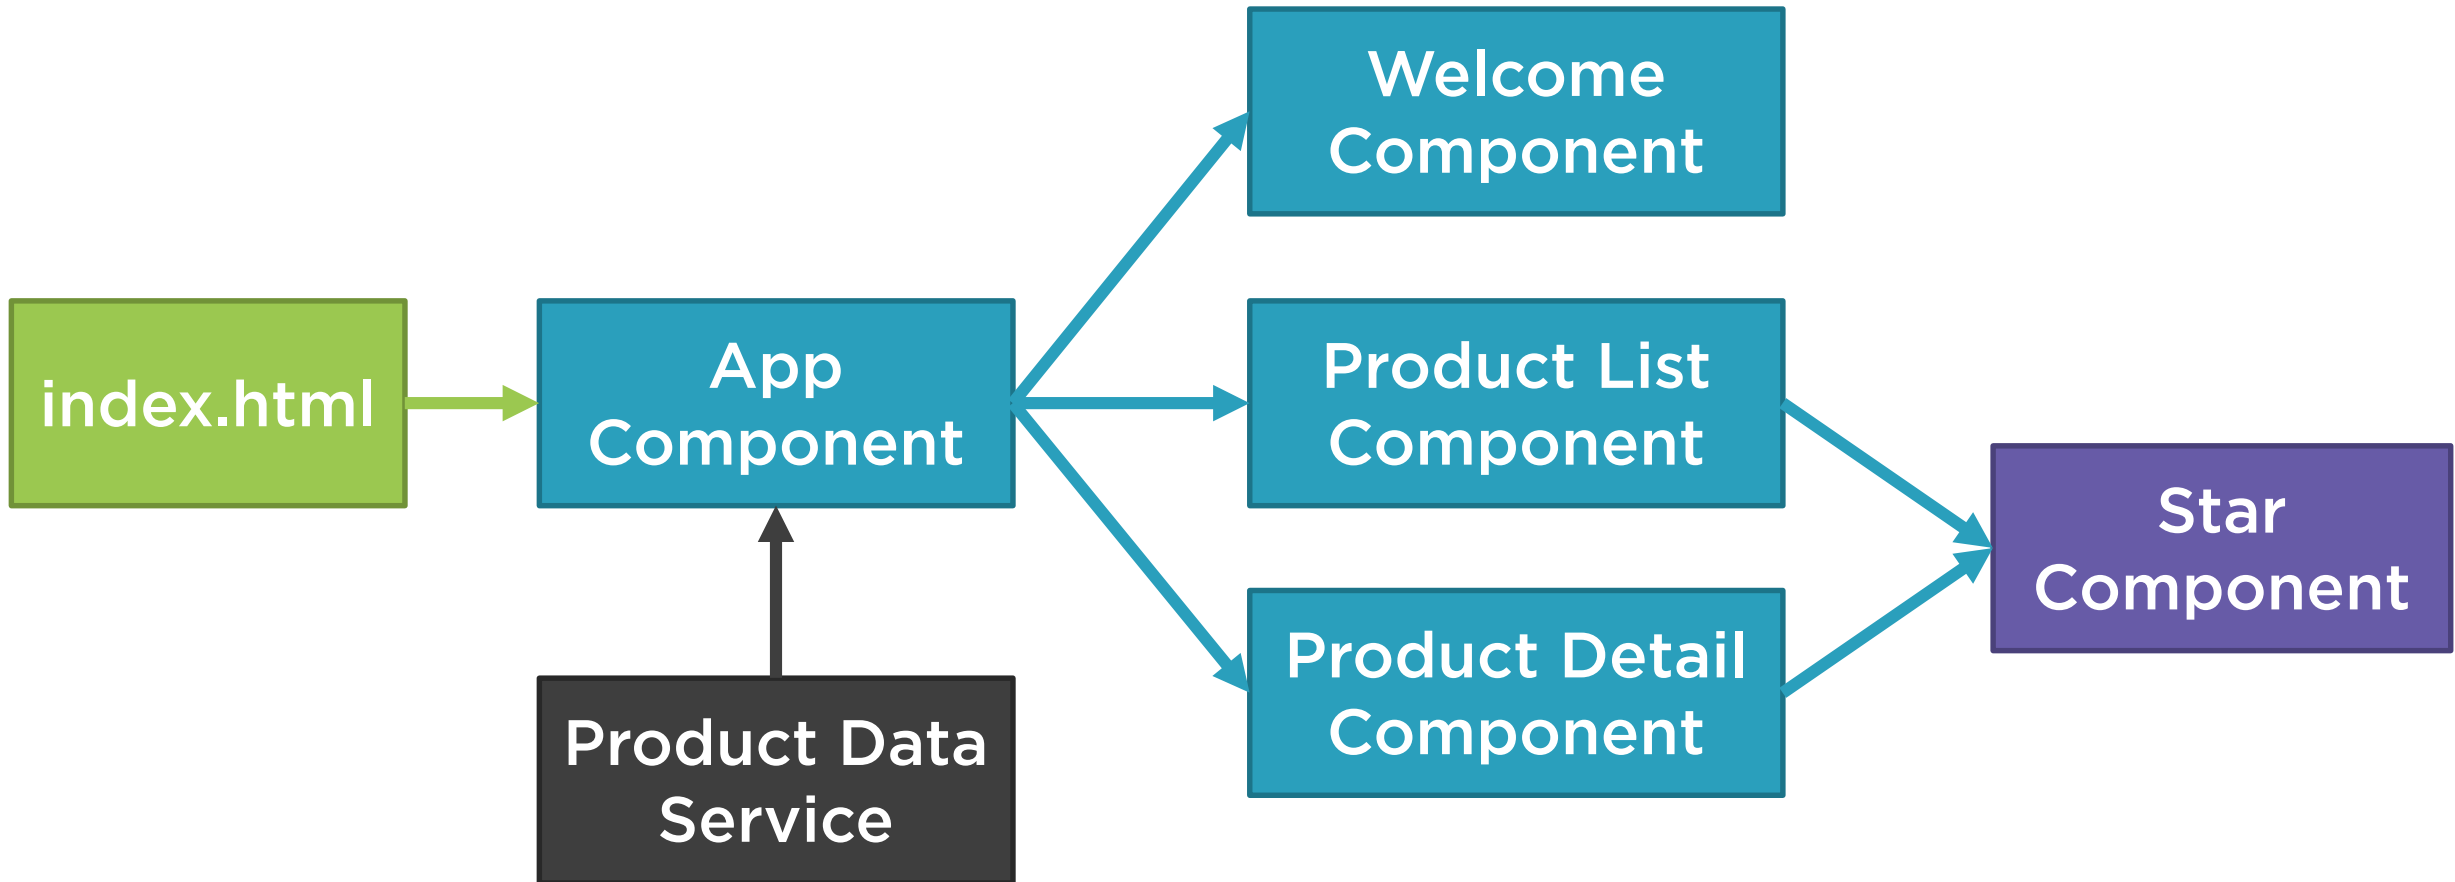 Welcome
Component
index.html
App
Component
Product List
Component
Star
Component
Product Data
Service
Product Detail
Component